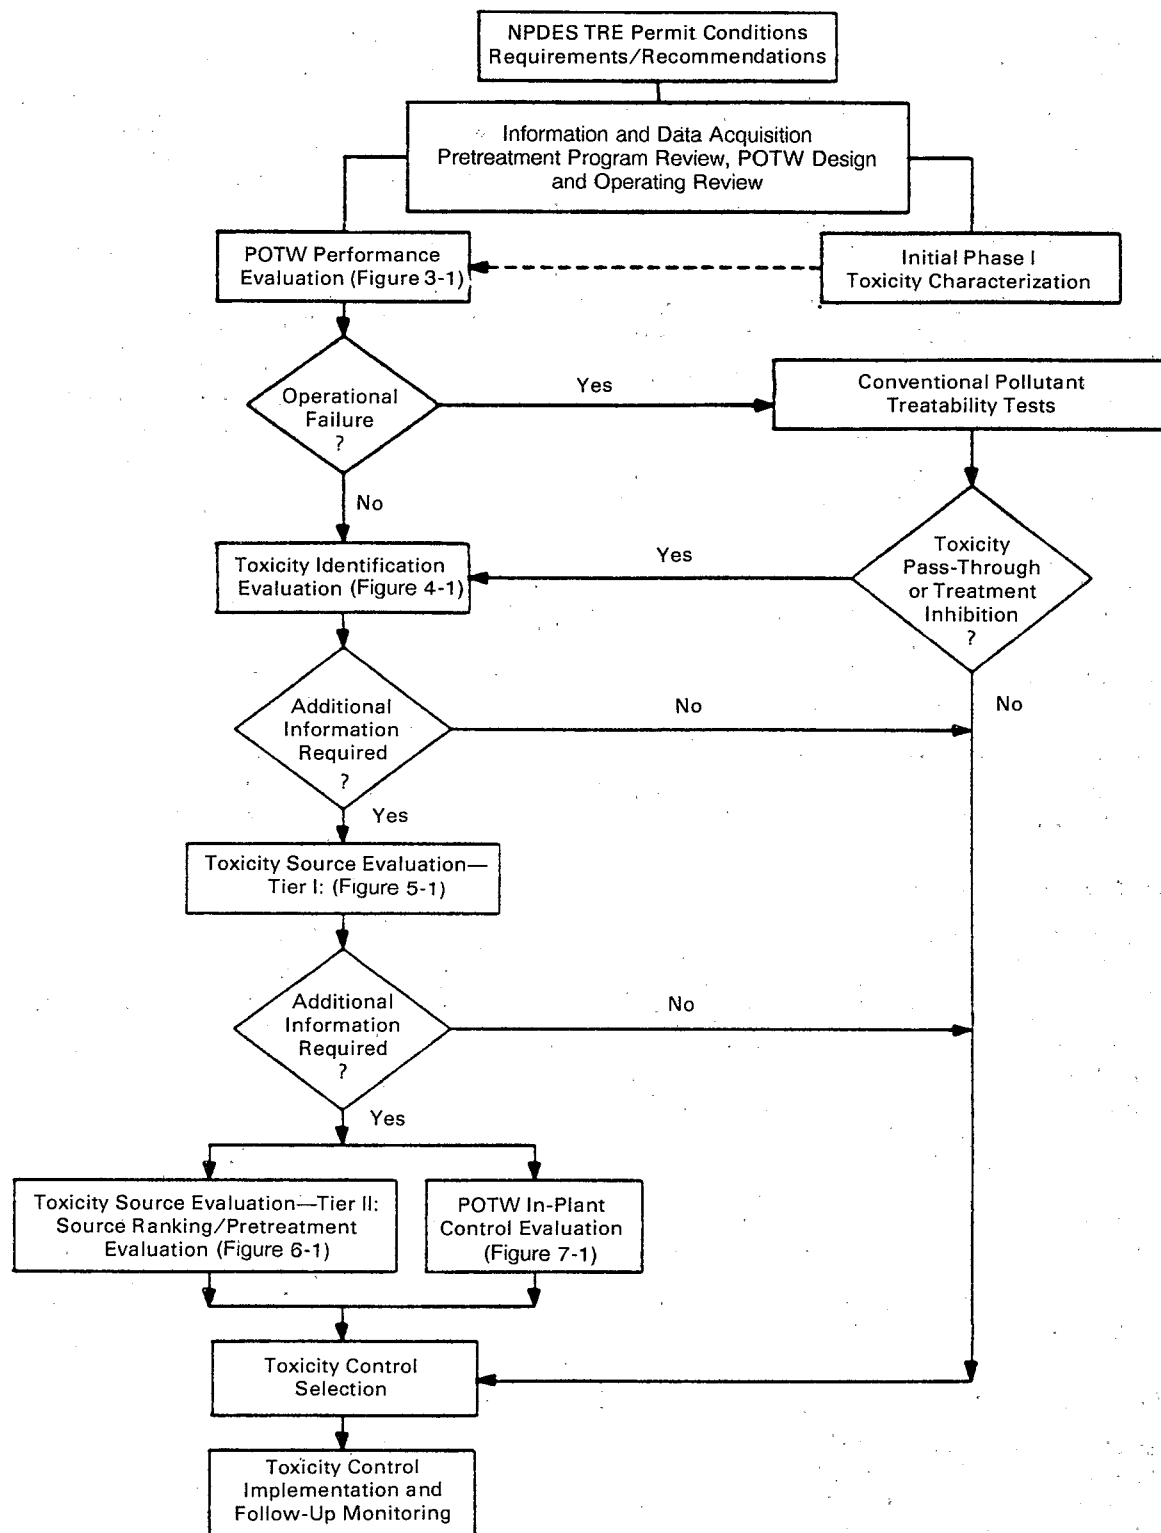 NPDES TRE Permit Conditions
Requirements/Recommendations
Information and Data Acquisition
Pretreatment Program Review, POTW Design
and Operating Review
POTW Performance
Evaluation (Figure 3-1)
Initial Phase I
Toxicity Characterization
Operational
Failure
?
Yes
Conventional Pollutant
Treatability Tests
No
Toxicity Identification
Evaluation (Figure 4-1)
Yes
Toxicity
Pass-Through
or Treatment
Inhibition
?
No
Additional
Information
Required
?
No
Yes
Toxicity Source Evaluation—
Tier I: (Figure 5-1)
Additional
Information
Required
?
No
Yes
Toxicity Source Evaluation—Tier II:
Source Ranking/Pretreatment
Evaluation (Figure 6-1)
POTW In-Plant
Control Evaluation
(Figure 7-1)
Toxicity Control
Selection
Toxicity Control
Implementation and
Follow-Up Monitoring